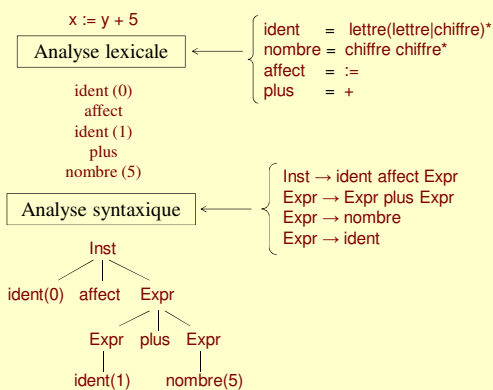 x := y + 5
Analyse lexicale
ident = lettre(lettre|chiffre)*
nombre = chiffre chiffre*
affect = :=
plus = +
ident (0)
affect
ident (1)
plus
nombre (5)
Analyse syntaxique
Inst → ident affect Expr
Expr → Expr plus Expr
Expr → nombre
Expr → ident
Inst
ident(0) affect Expr
Expr plus Expr
ident(1) nombre(5)